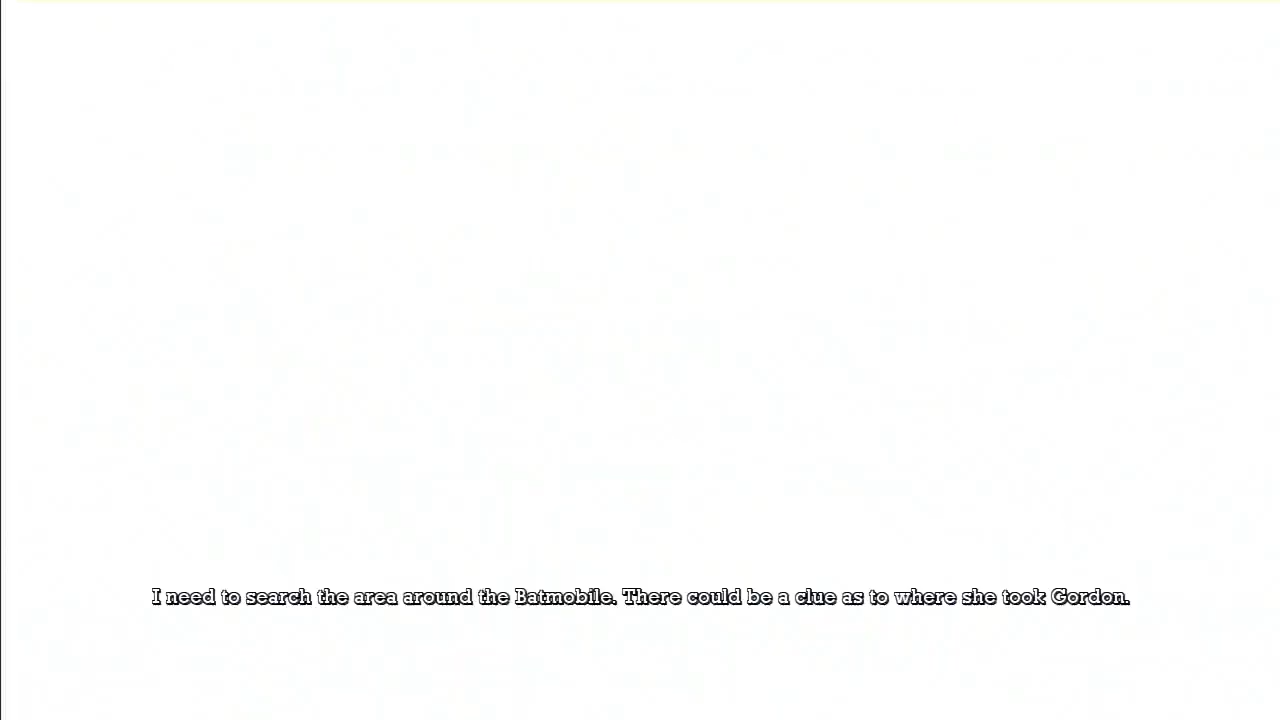 I need to search the area around the Batmobile. There could be a clue as to where she took Gordon.